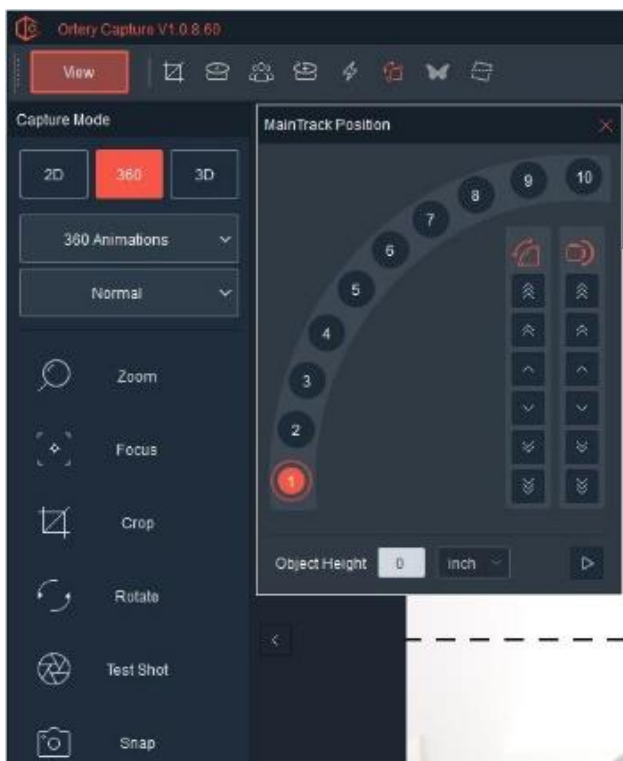 Ortery Capture V1.0.8.60
View
Capture Mode
2D 360 3D
360 Animations
Normal
Zoom
Focus
Crop
Rotate
Test Shot
Snap
MainTrack Position
10
9
8
7
6
5
4
3
2
1
Object Height 0 inch